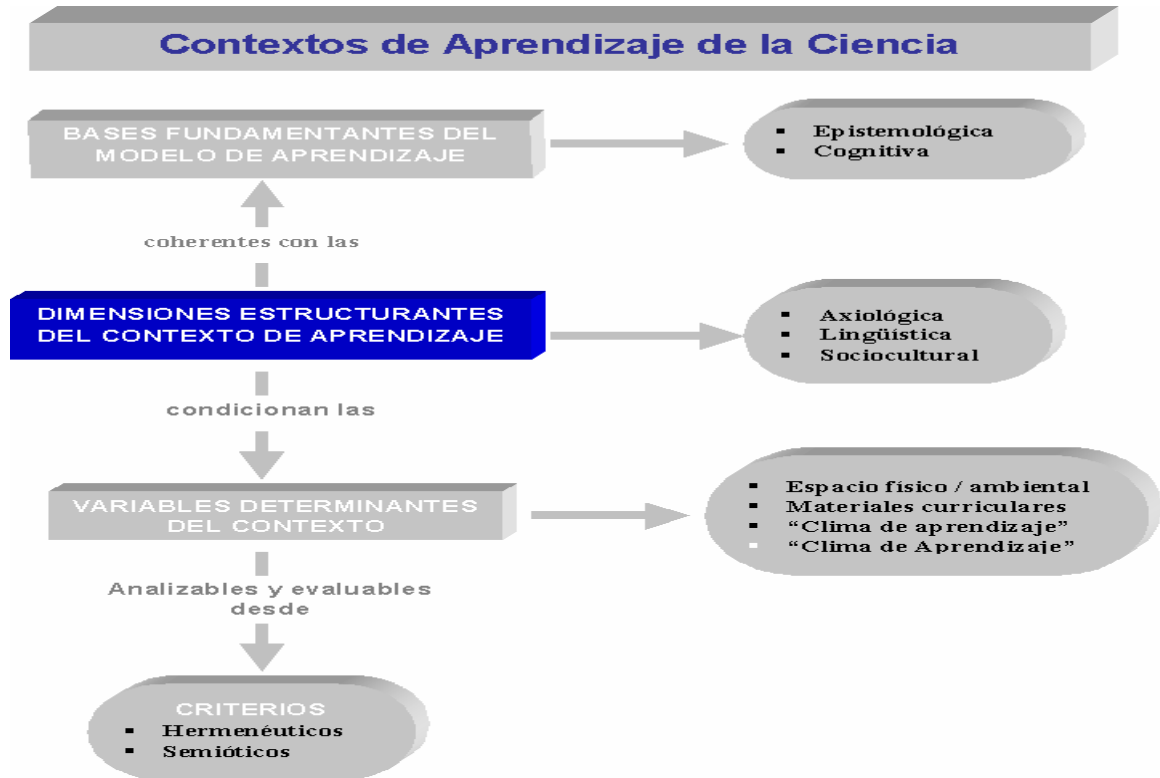 Contextos de Aprendizaje de la Ciencia
BASES FUNDAMENTANTES DEL
MODELO DE APRENDIZAJE
▪ Epistemológica
▪ Cognitiva
coherentes con las
DIMENSIONES ESTRUCTURANTES
DEL CONTEXTO DE APRENDIZAJE
▪ Axiológica
▪ Lingüística
▪ Sociocultural
condicionan las
VARIABLES DETERMINANTES
DEL CONTEXTO
▪ Espacio físico / ambiental
▪ Materiales curriculares
▪ “Clima de aprendizaje”
▪ “Clima de Aprendizaje”
Analizables y evaluables
desde
CRITERIOS
▪ Hermenéuticos
▪ Semióticos